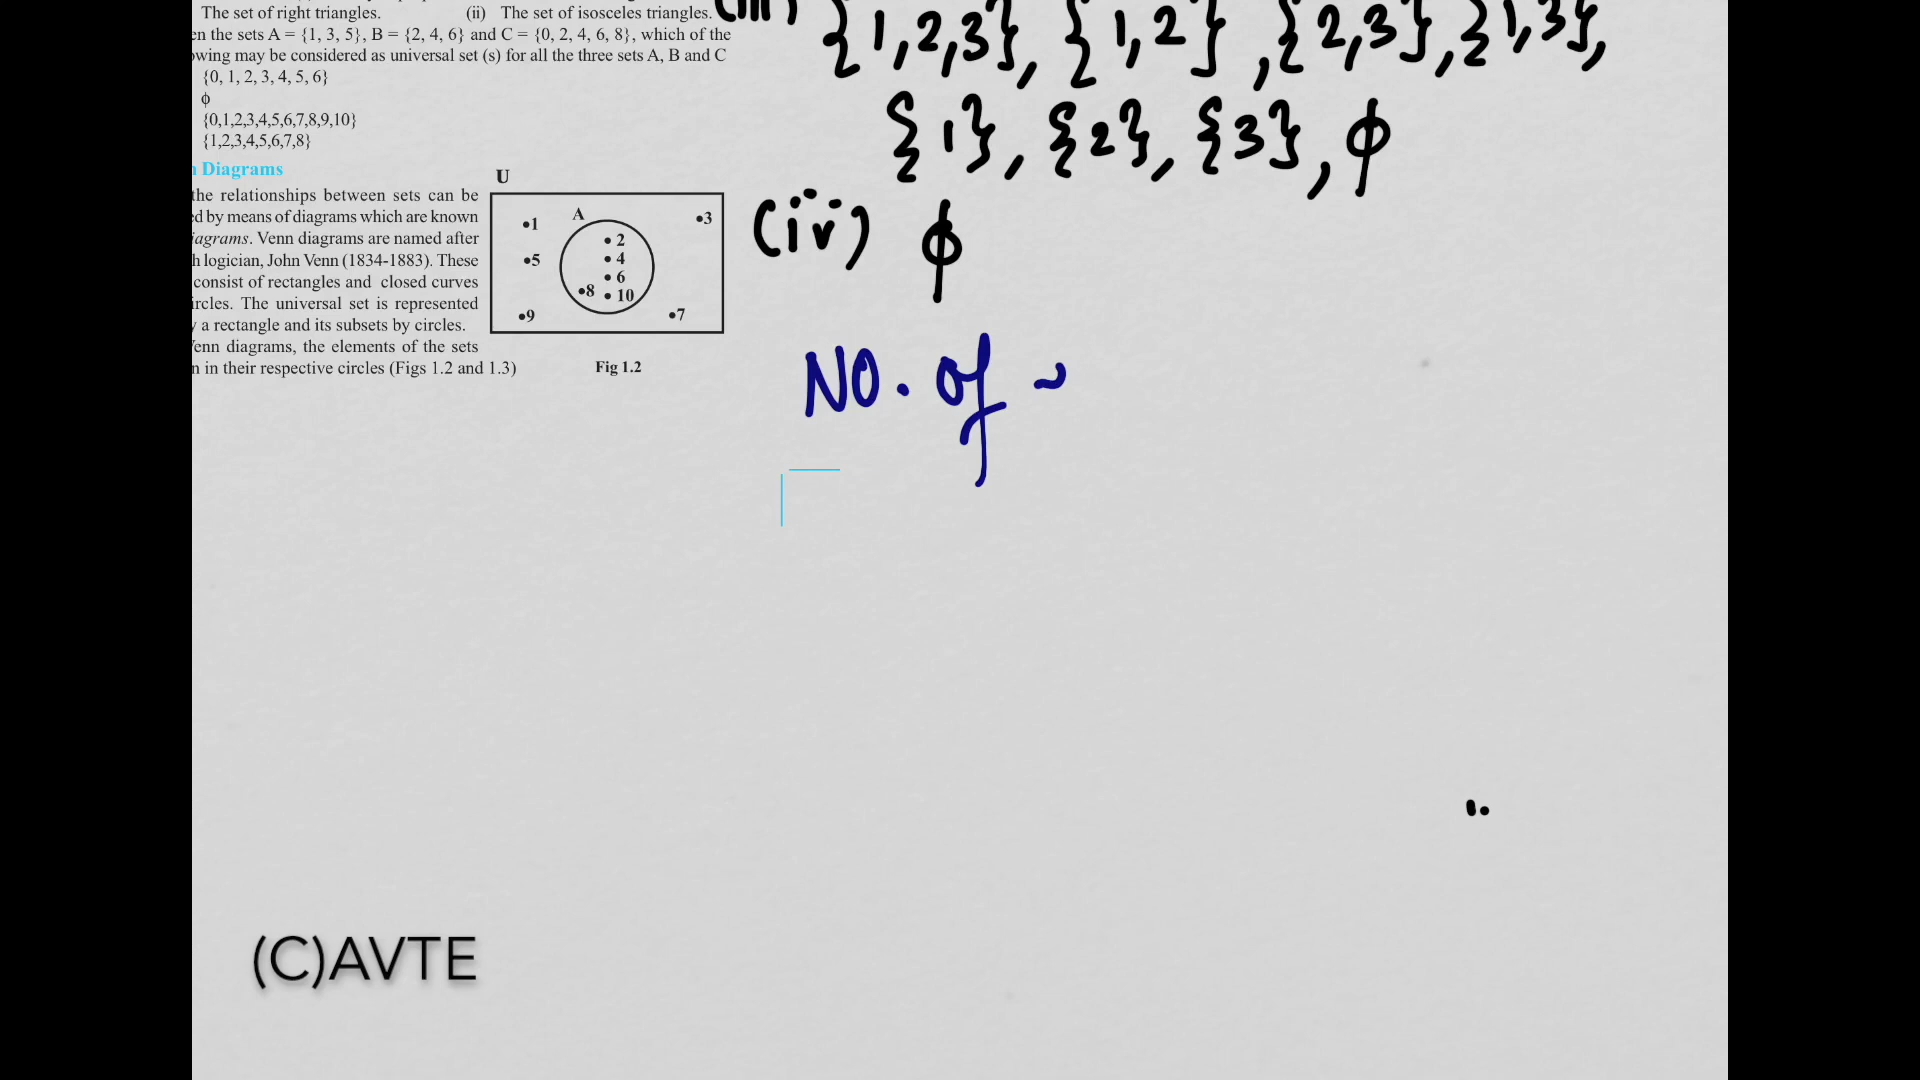 The set of right triangles. (ii) The set of isosceles triangles.
en the sets A = {1, 3, 5}, B = {2, 4, 6} and C = {0, 2, 4, 6, 8}, which of the
owing may be considered as universal set (s) for all the three sets A, B and C
{0, 1, 2, 3, 4, 5, 6}
ϕ
{0,1,2,3,4,5,6,7,8,9,10}
{1,2,3,4,5,6,7,8}
Diagrams
the relationships between sets can be
ed by means of diagrams which are known
iagrams. Venn diagrams are named after
h logician, John Venn (1834-1883). These
consist of rectangles and closed curves
ircles. The universal set is represented
y a rectangle and its subsets by circles.
Venn diagrams, the elements of the sets
n in their respective circles (Figs 1.2 and 1.3)
U
A
•1
•3
• 2
•5
• 4
• 6
•8
• 10
•9
•7
Fig 1.2
(iii) {1,2,3}, {1,2}, {2,3}, {1,3},
{1}, {2}, {3}, ϕ
(iv) ϕ
NO. of
(C)AVTE